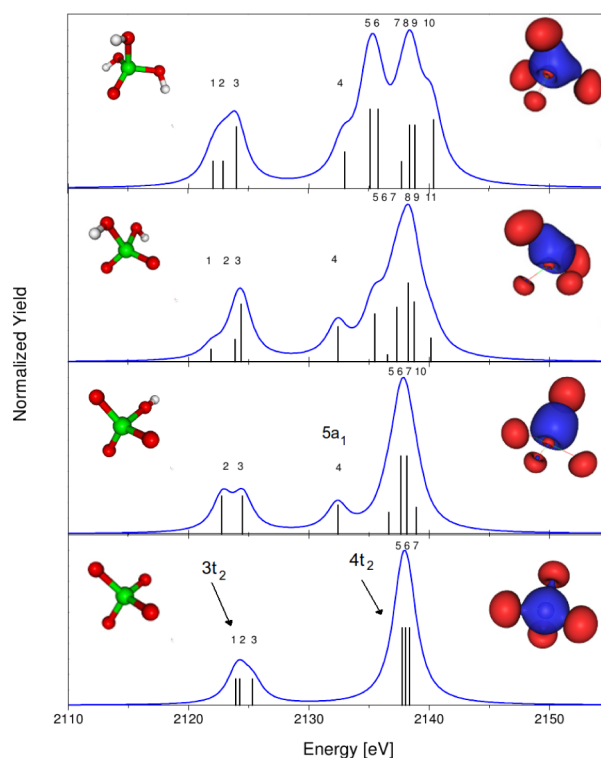 5 6 7 8 9 10
1 2 3 4
5 6 7 8 9 11
1 2 3 4
5 6 7 10
5a1
2 3 4
5 6 7
3t2 4t2
1 2 3
2110 2120 2130 2140 2150
Energy [eV]
Normalized Yield